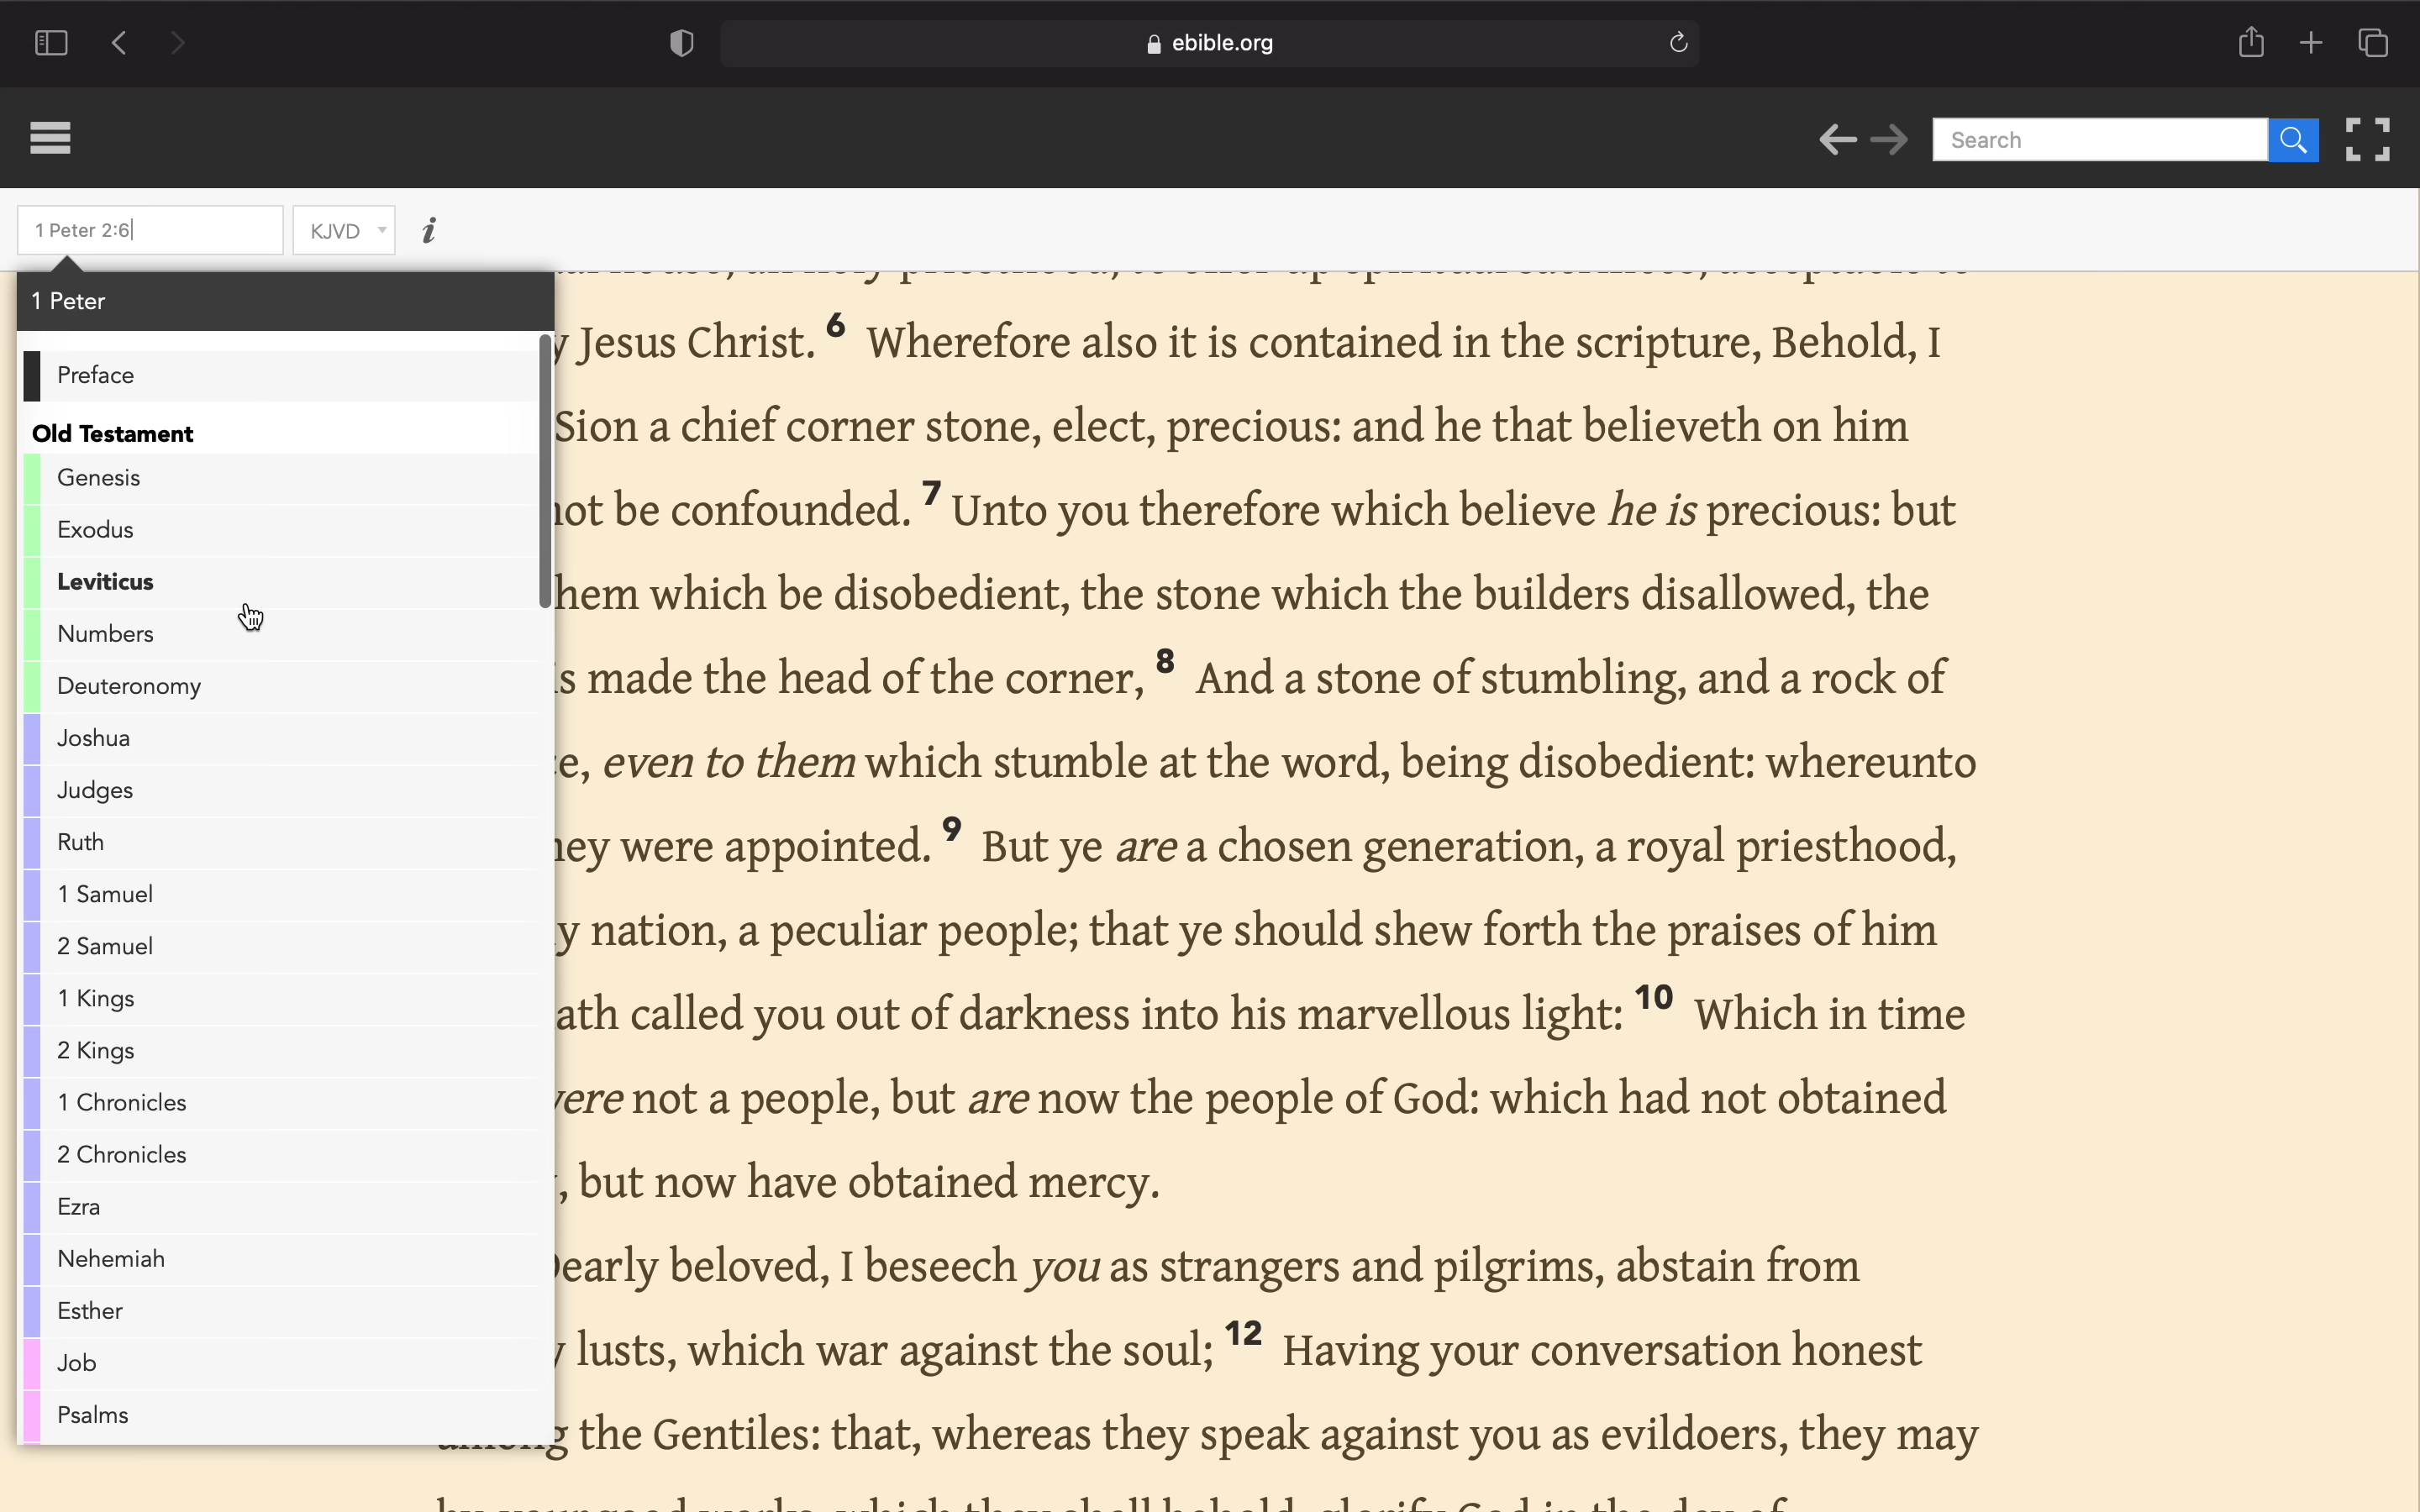 ebible.org
Search
1 Peter 2:6
KJVD
i
1 Peter
Preface
Old Testament
Genesis
Exodus
Leviticus
Numbers
Deuteronomy
Joshua
Judges
Ruth
1 Samuel
2 Samuel
1 Kings
2 Kings
1 Chronicles
2 Chronicles
Ezra
Nehemiah
Esther
Job
Psalms
Jesus Christ. 6 Wherefore also it is contained in the scripture, Behold, I
Sion a chief corner stone, elect, precious: and he that believeth on him
be confounded. 7 Unto you therefore which believe he is precious: but
which be disobedient, the stone which the builders disallowed, the
made the head of the corner, 8 And a stone of stumbling, and a rock of
even to them which stumble at the word, being disobedient: whereunto
were appointed. 9 But ye are a chosen generation, a royal priesthood,
nation, a peculiar people; that ye should shew forth the praises of him
called you out of darkness into his marvellous light: 10 Which in time
not a people, but are now the people of God: which had not obtained
, but now have obtained mercy.
beloved, I beseech you as strangers and pilgrims, abstain from
lusts, which war against the soul; 12 Having your conversation honest
the Gentiles: that, whereas they speak against you as evildoers, they may